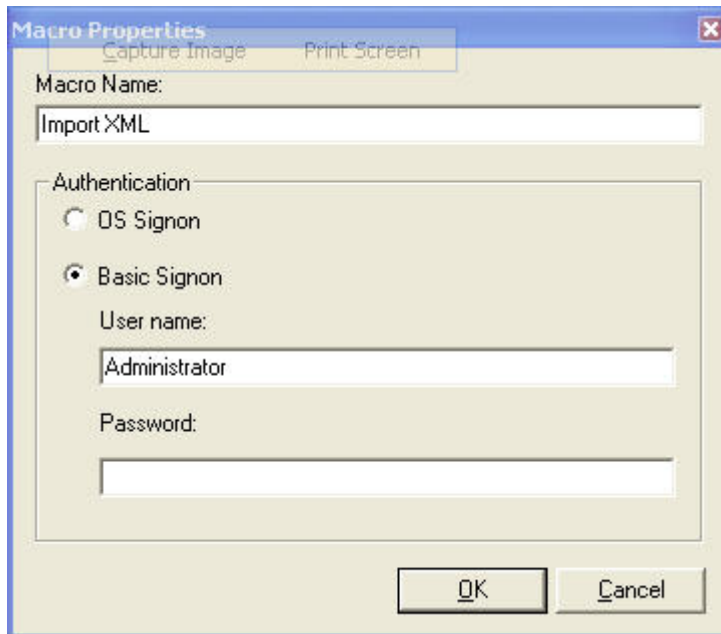 Macro Properties
Capture Image Print Screen
Macro Name:
Import XML
Authentication
OS Signon
Basic Signon
User name:
Administrator
Password:
OK Cancel